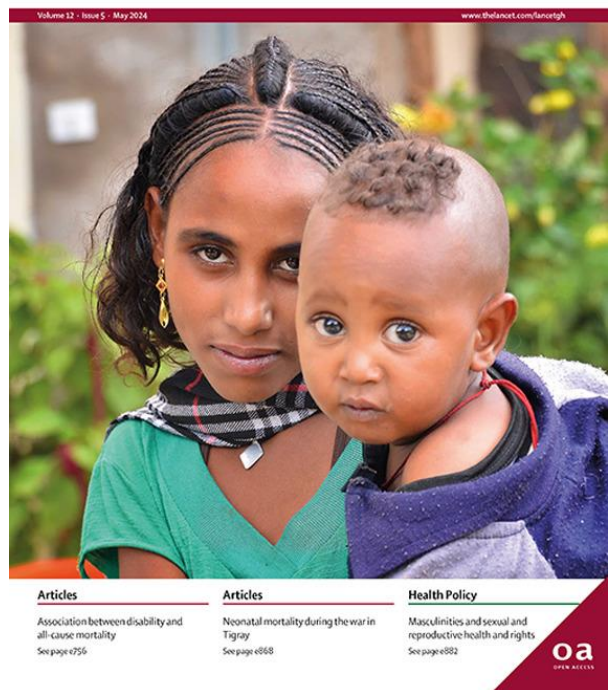 Volume 12 · Issue 5 · May 2024
www.thelancet.com/lancetgh
Articles
Association between disability and
all-cause mortality
See page e756
Articles
Neonatal mortality during the war in
Tigray
See page e868
Health Policy
Masculinities and sexual and
reproductive health and rights
See page e882
oa
OPEN ACCESS